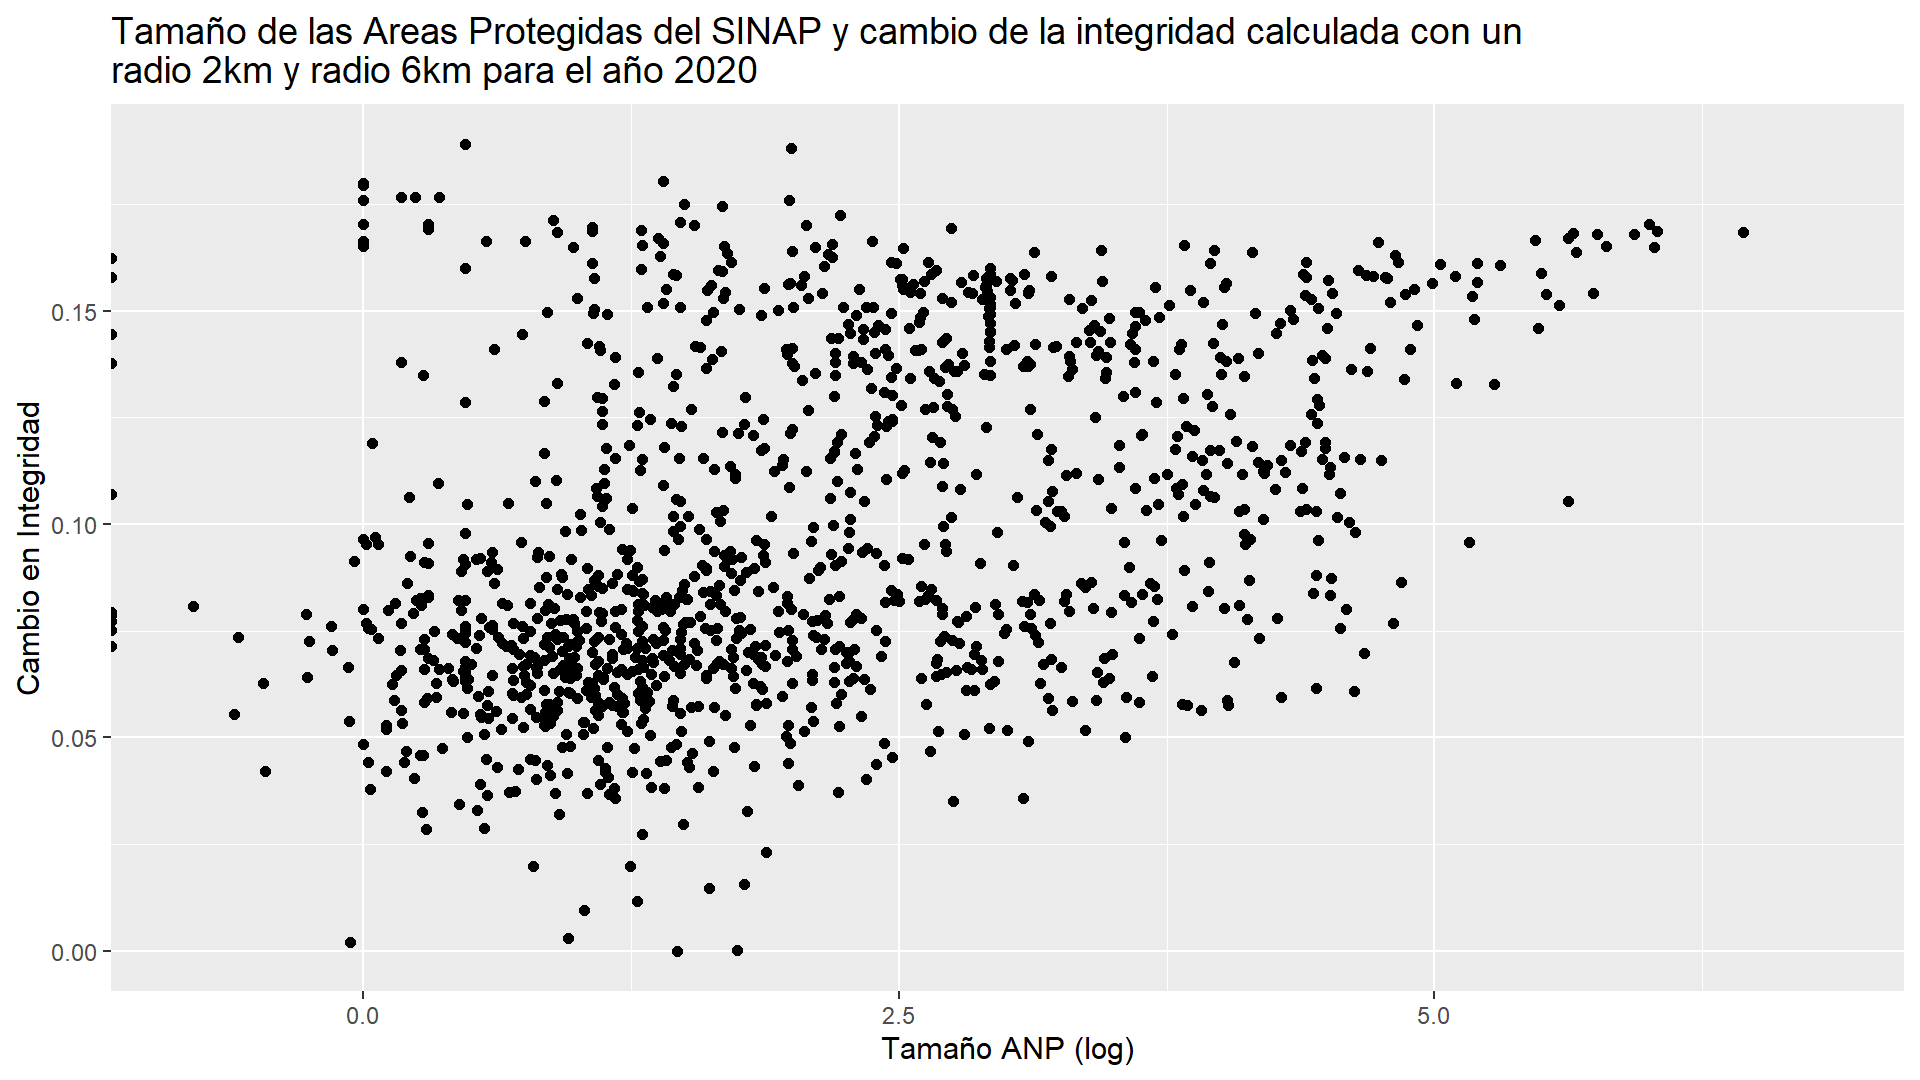 Tamaño de las Areas Protegidas del SINAP y cambio de la integridad calculada con un
radio 2km y radio 6km para el año 2020
Cambio en Integridad
0.15
0.10
0.05
0.00
0.0
2.5
5.0
Tamaño ANP (log)